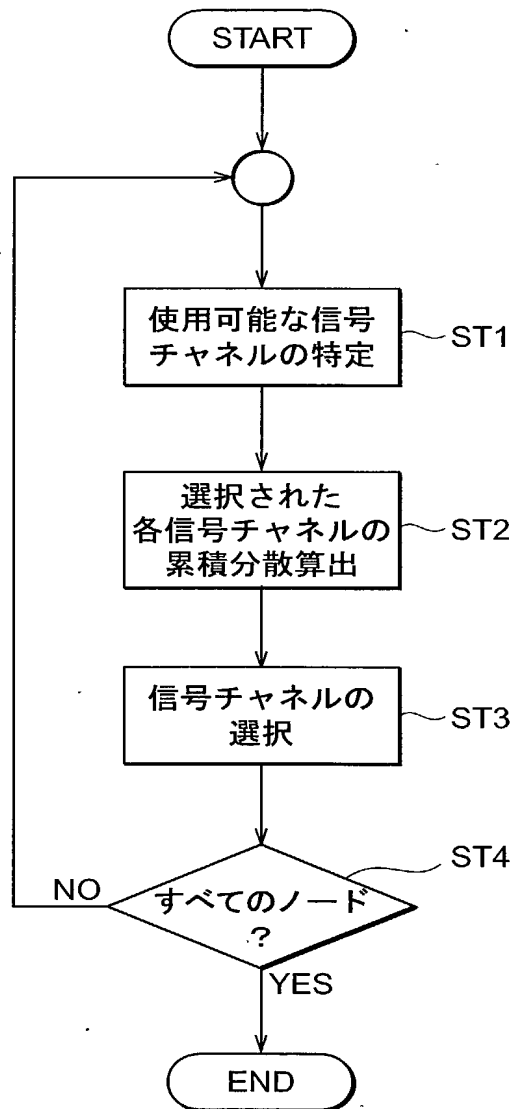 START
使用可能な信号
チャネルの特定
ST1
選択された
各信号チャネルの
累積分散算出
ST2
信号チャネルの
選択
ST3
ST4
NO
すべてのノード
?
YES
END